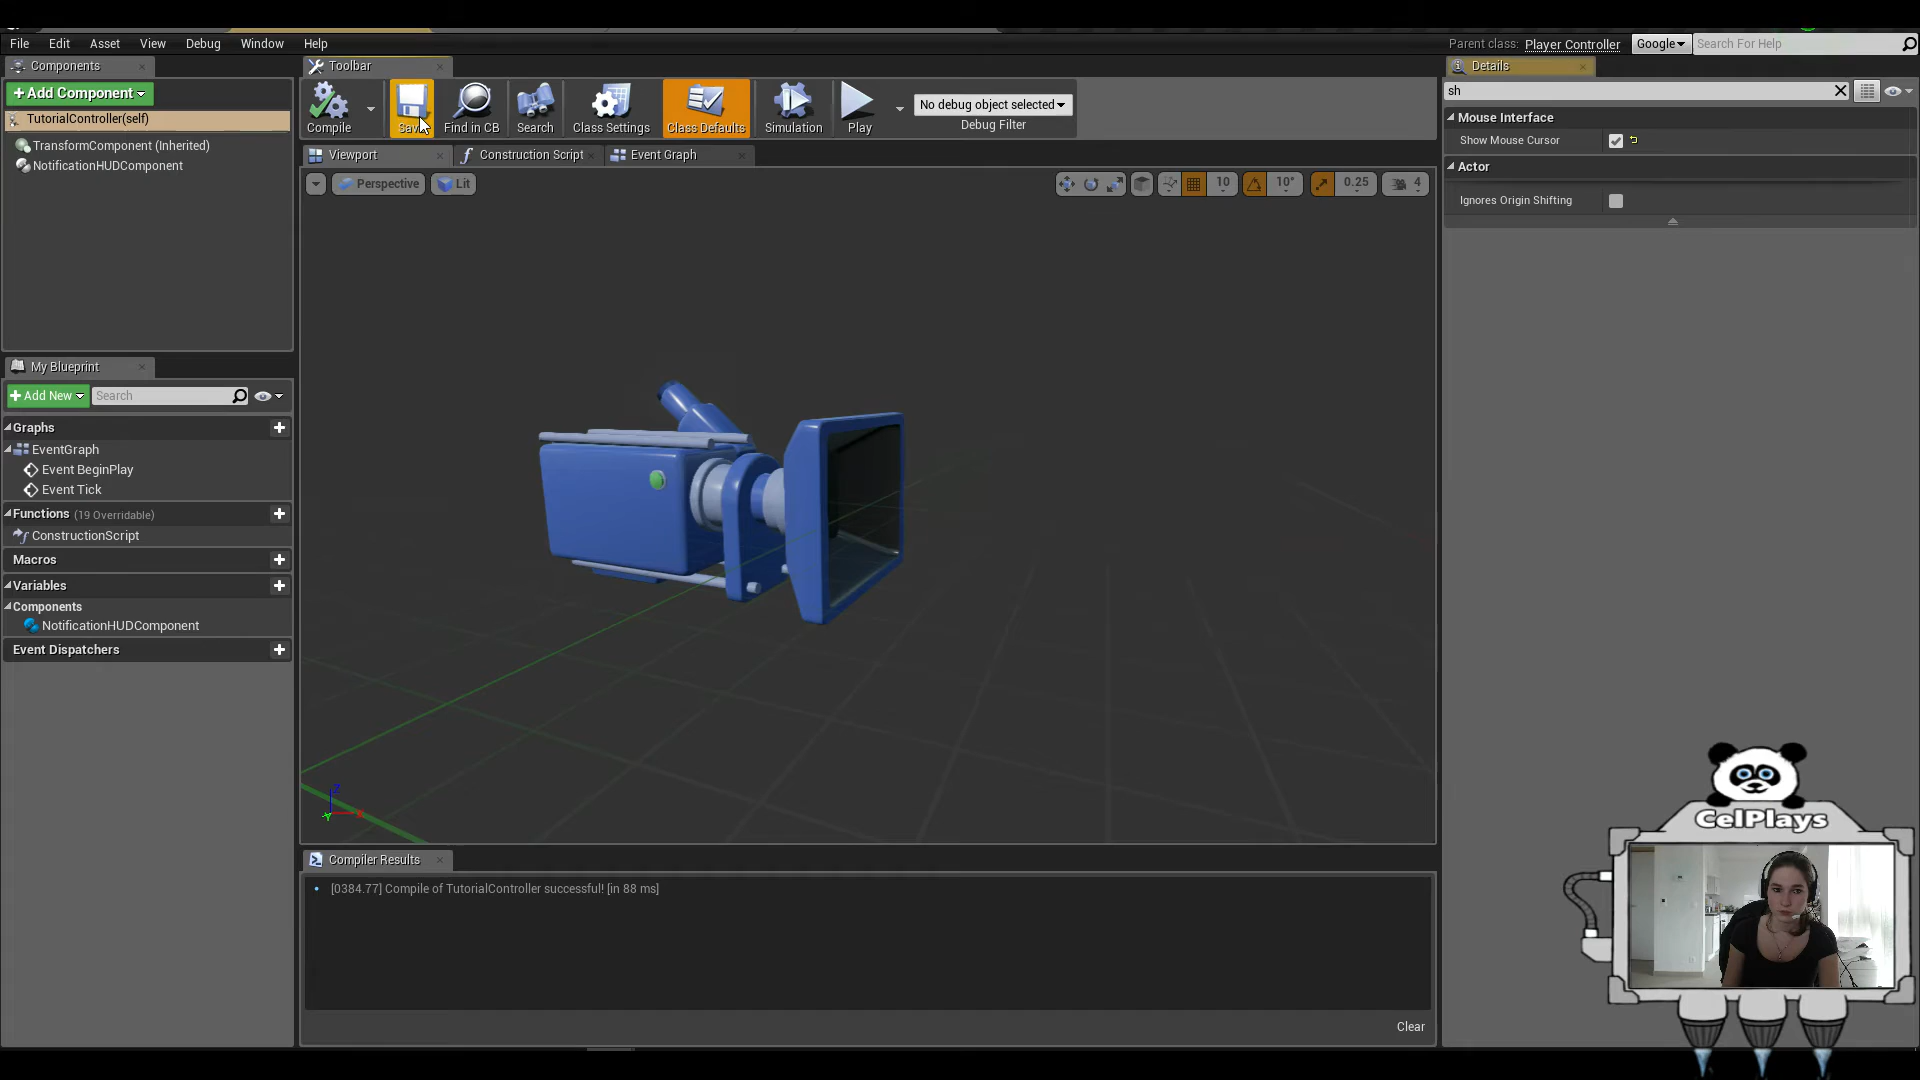 File Edit Asset View Debug Window Help
Parent class: Player Controller Google Search For Help
Components
Toolbar
Details
+ Add Component
sh
TutorialController(self)
Compile
Save
Find in CB
Search
Class Settings
Class Defaults
Simulation
Play
No debug object selected
Debug Filter
Mouse Interface
Show Mouse Cursor
TransformComponent (Inherited)
NotificationHUDComponent
Viewport
Construction Script
Event Graph
Actor
Ignores Origin Shifting
Perspective
Lit
10
10°
0.25
4
My Blueprint
+ Add New
Search
Graphs
EventGraph
Event BeginPlay
Event Tick
Functions (19 Overridable)
ConstructionScript
Macros
Variables
Components
NotificationHUDComponent
Event Dispatchers
Z
X
Y
CelPlays
Compiler Results
[0384.77] Compile of TutorialController successful! [in 88 ms]
Clear